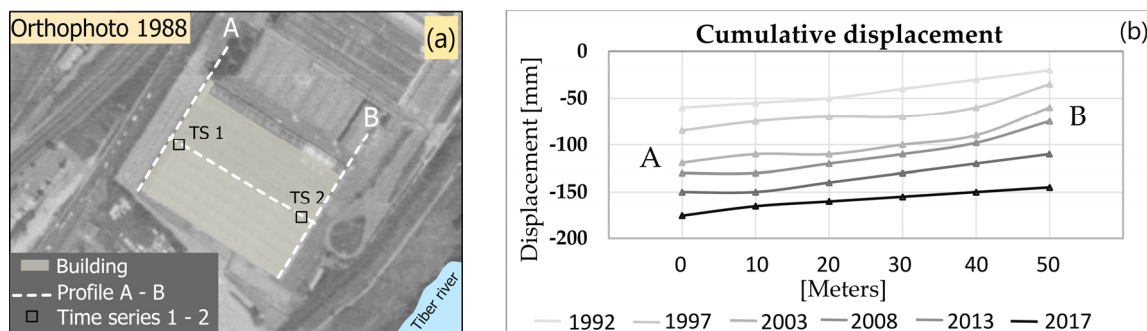 Orthophoto 1988
(a)
A
B
TS 1
TS 2
Building
Profile A - B
Time series 1 - 2
Tiber river
Cumulative displacement
(b)
Displacement [mm]
0
-50
-100
-150
-200
A
B
0 10 20 30 40 50
[Meters]
1992 1997 2003 2008 2013 2017